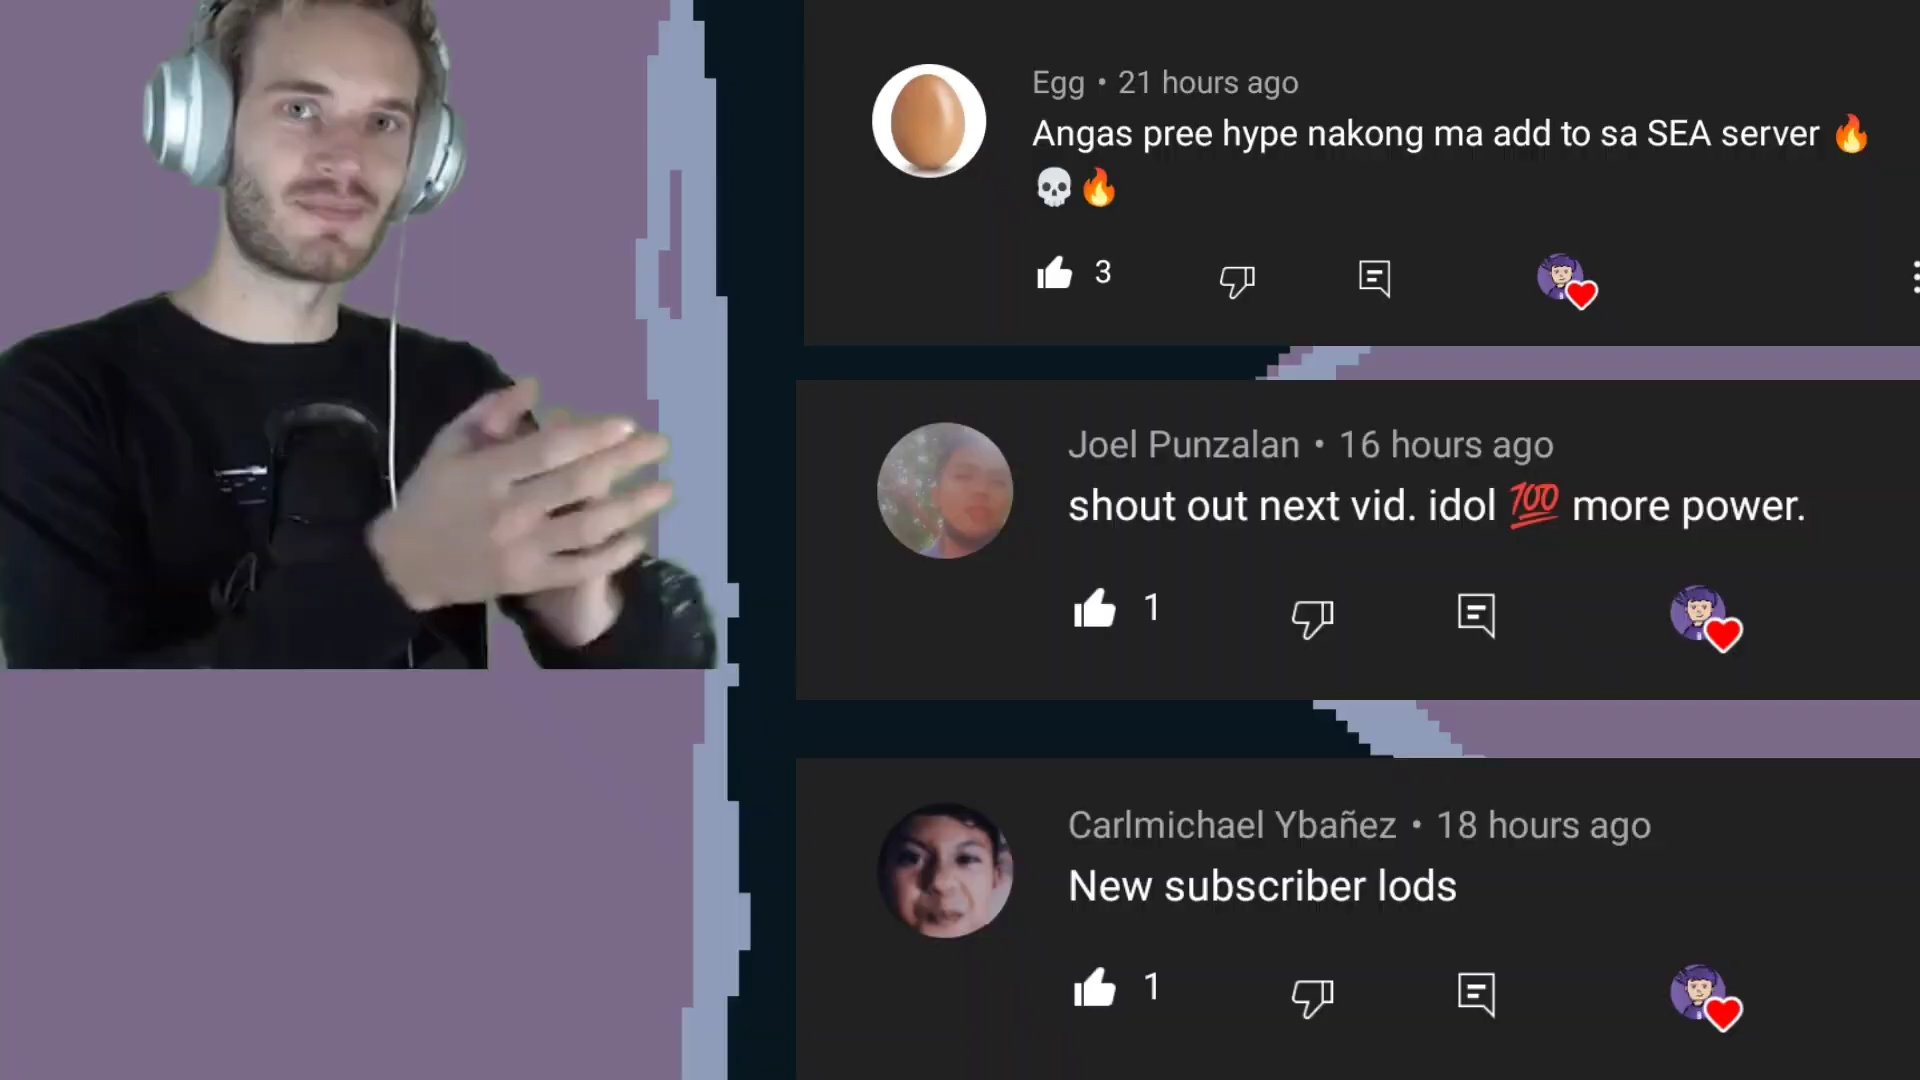 Egg • 21 hours ago
Angas pree hype nakong ma add to sa SEA server 🔥
💀🔥
3
Joel Punzalan • 16 hours ago
shout out next vid. idol 💯 more power.
1
Carlmichael Ybañez • 18 hours ago
New subscriber lods
1